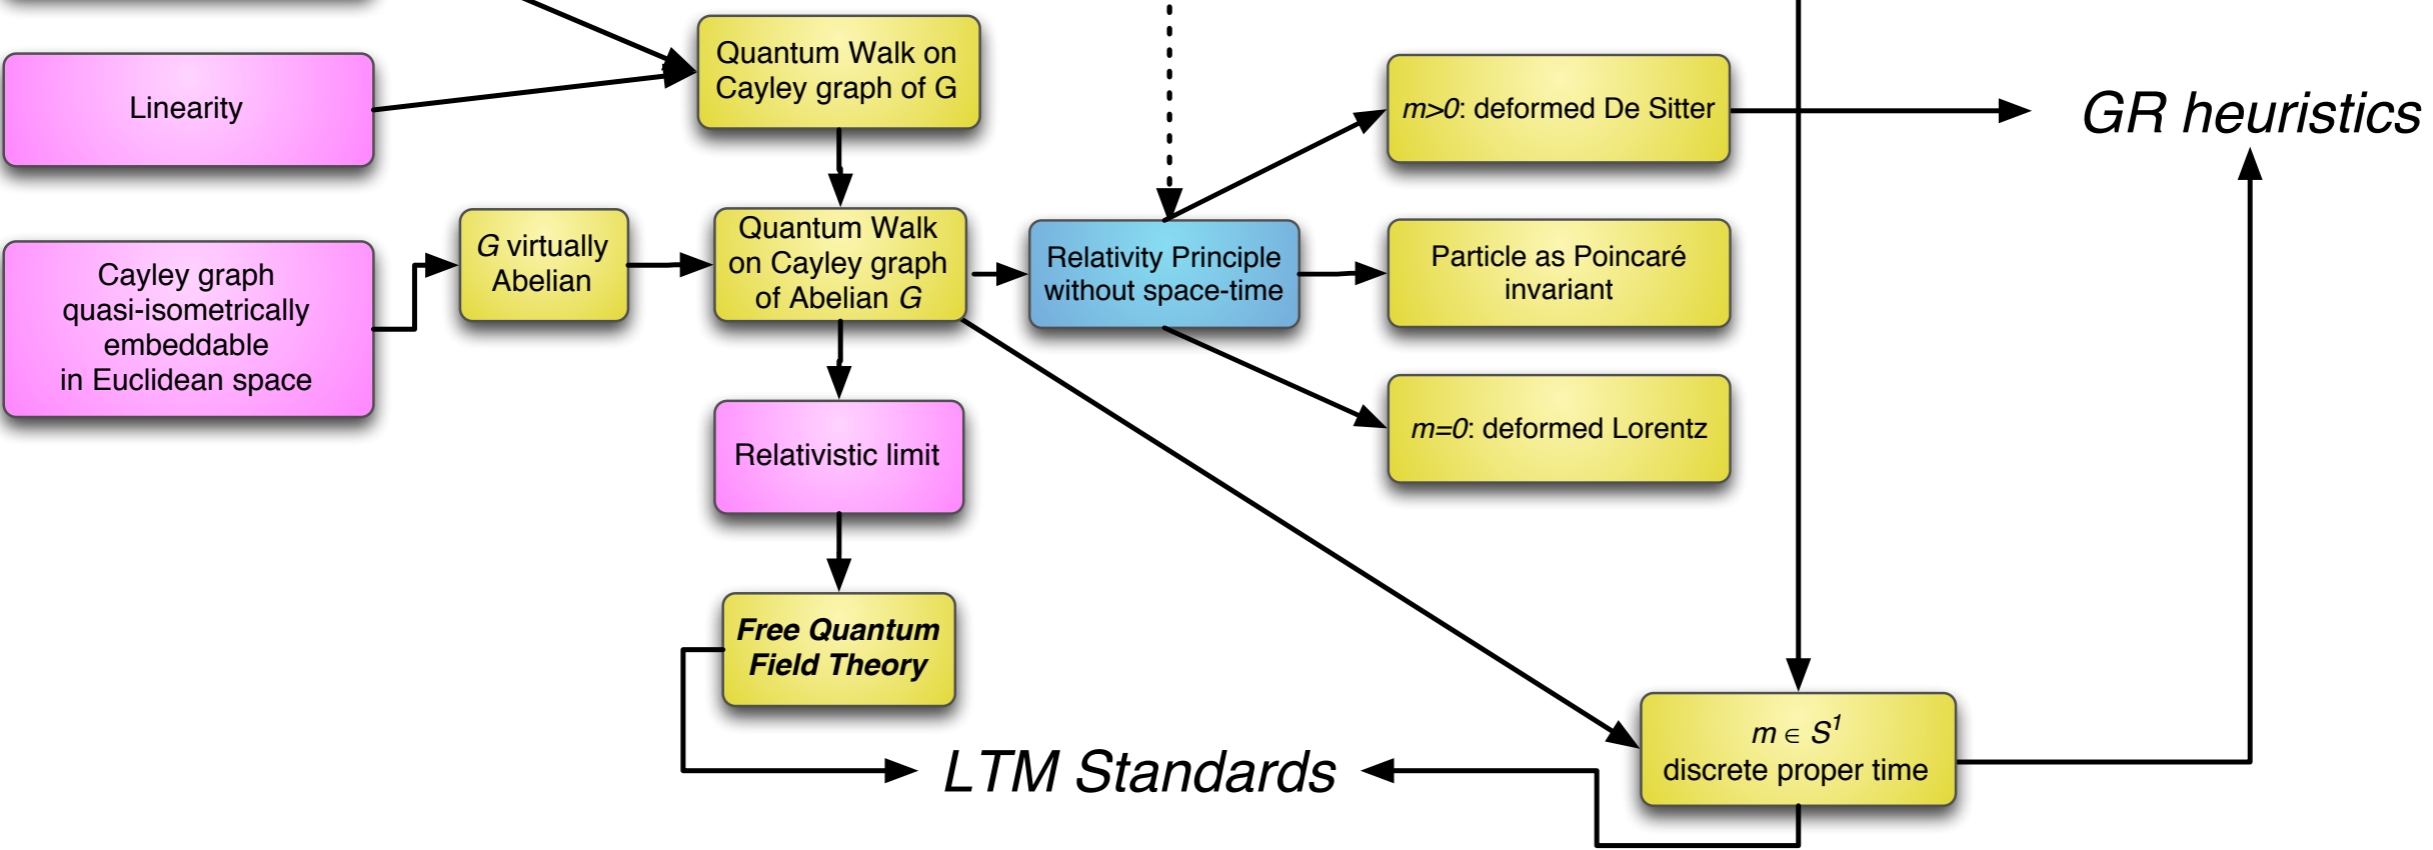 Quantum Walk on
Cayley graph of G
Linearity
m>0: deformed De Sitter
GR heuristics
G virtually
Abelian
Quantum Walk
on Cayley graph
of Abelian G
Relativity Principle
without space-time
Particle as Poincaré
invariant
Cayley graph
quasi-isometrically
embeddable
in Euclidean space
m=0: deformed Lorentz
Relativistic limit
Free Quantum
Field Theory
m ∈ S¹
discrete proper time
LTM Standards